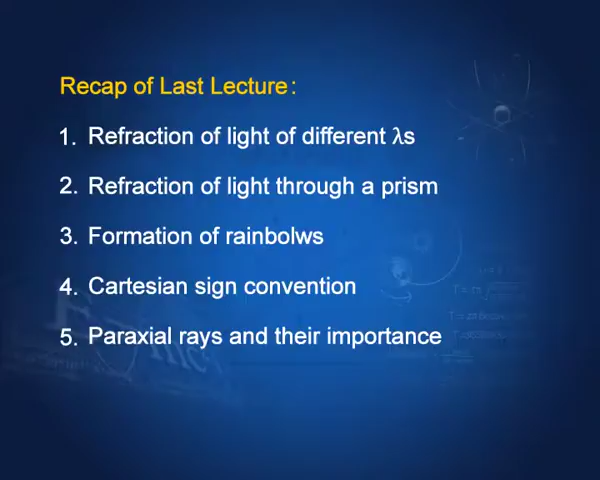 Recap of Last Lecture:
1. Refraction of light of different λs
2. Refraction of light through a prism
3. Formation of rainbolws
4. Cartesian sign convention
5. Paraxial rays and their importance